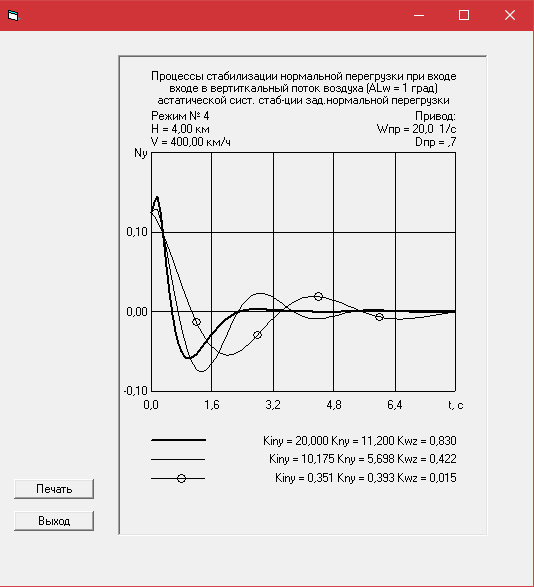 Процессы стабилизации нормальной перегрузки при входе
входе в вертиткальный поток воздуха (ALw = 1 град)
астатической сист. стаб-ции зад.нормальной перегрузки
Режим № 4 Привод:
H = 4,00 км Wпр = 20,0 1/с
V = 400,00 км/ч Dпр = ,7
Ny
0,10
0,00
-0,10
0,0 1,6 3,2 4,8 6,4 t, с
Kiny = 20,000 Kny = 11,200 Kwz = 0,830
Kiny = 10,175 Kny = 5,698 Kwz = 0,422
Kiny = 0,351 Kny = 0,393 Kwz = 0,015
Печать
Выход